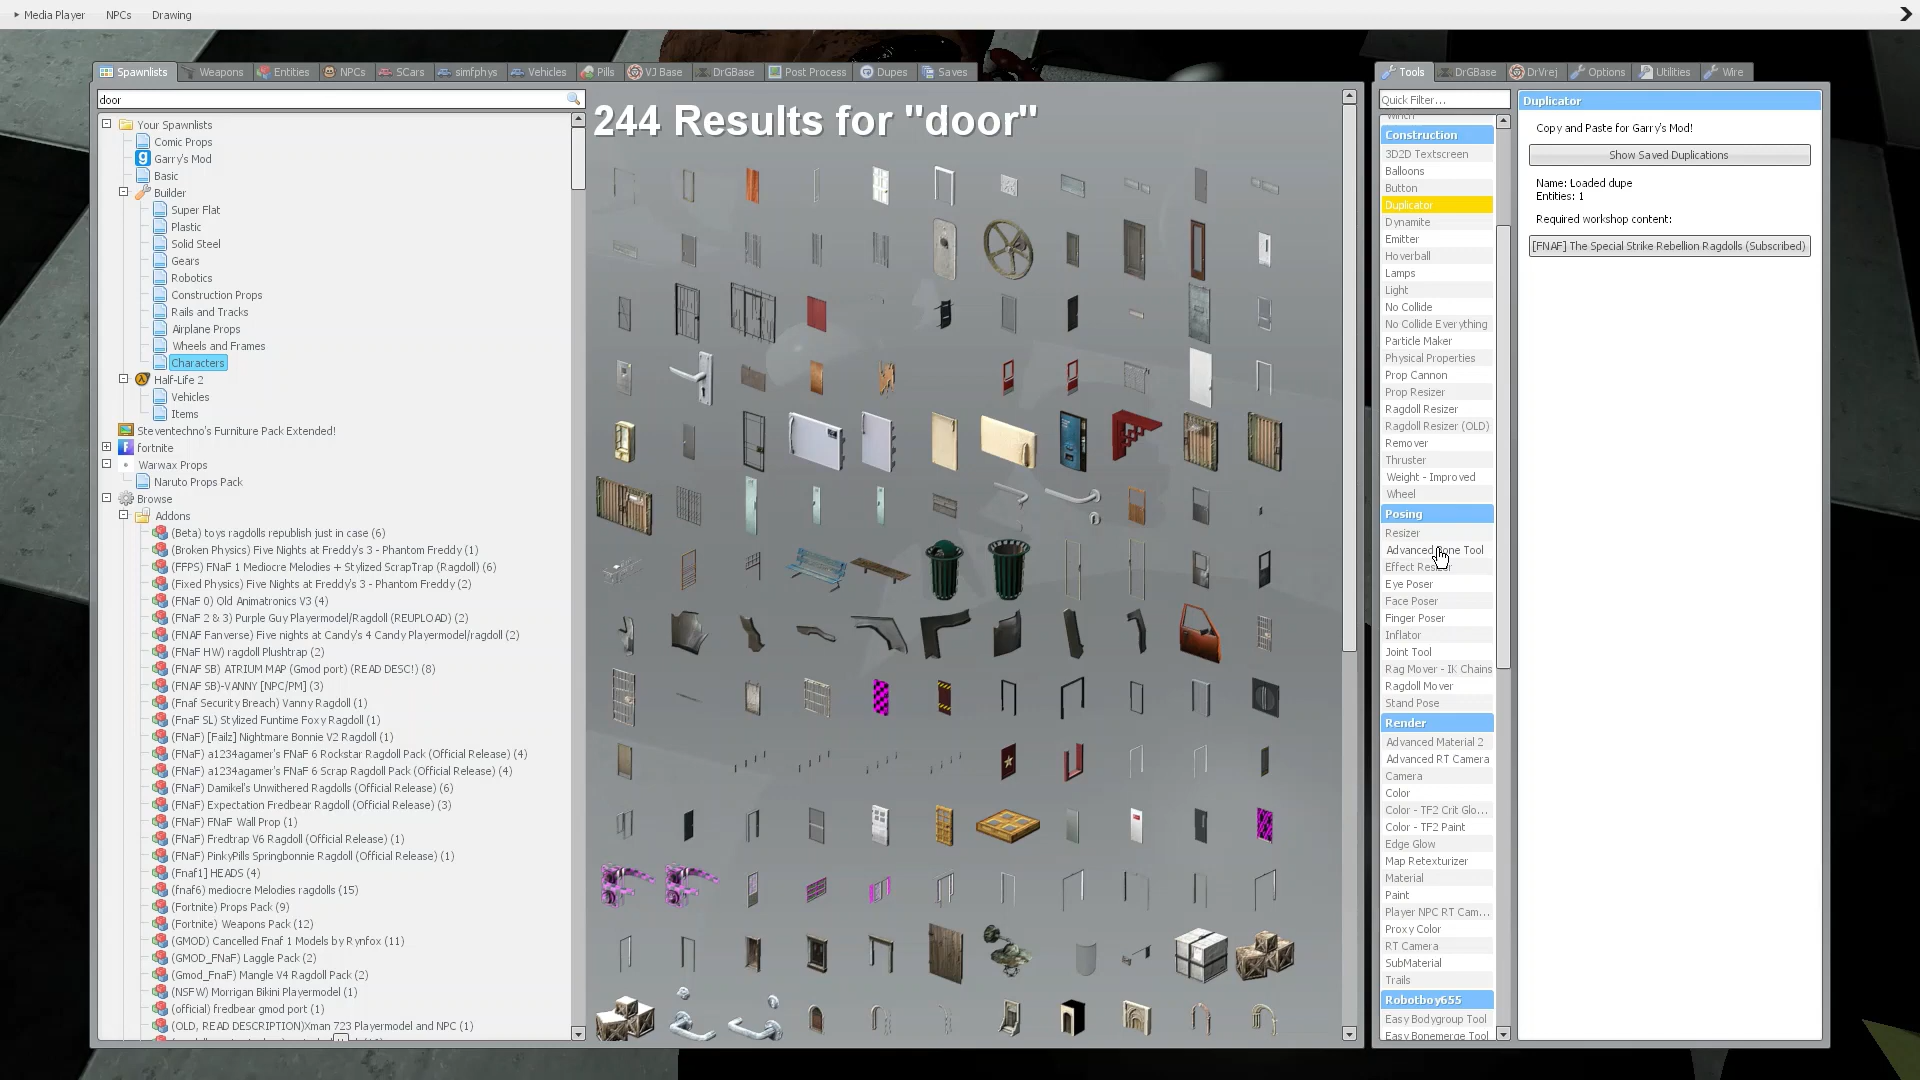 Media Player NPCs Drawing
Spawnlists Weapons Entities NPCs SCars simfphys Vehicles Pills VJ Base DrGBase Post Process Dupes Saves
door
Your Spawnlists
Comic Props
Garry's Mod
Basic
Builder
Super Flat
Plastic
Solid Steel
Gears
Robotics
Construction Props
Rails and Tracks
Airplane Props
Wheels and Frames
Characters
Half-Life 2
Vehicles
Items
Steventechno's Furniture Pack Extended!
fortnite
Warwax Props
Naruto Props Pack
Browse
Addons
(Beta) toys ragdolls republish just in case (6)
(Broken Physics) Five Nights at Freddy's 3 - Phantom Freddy (1)
(FFPS) FNaF 1 Mediocre Melodies + Stylized ScrapTrap (Ragdoll) (6)
(Fixed Physics) Five Nights at Freddy's 3 - Phantom Freddy (2)
(FNaF 0) Old Animatronics V3 (4)
(FNaF 2 & 3) Purple Guy Playermodel/Ragdoll (REUPLOAD) (2)
(FNAF Fanverse) Five nights at Candy's 4 Candy Playermodel/ragdoll (2)
(FNaF HW) ragdoll Plushtrap (2)
(FNAF SB) ATRIUM MAP (Gmod port) (READ DESC!) (8)
(FNAF SB)-VANNY [NPC/PM] (3)
(Fnaf Security Breach) Vanny Ragdoll (1)
(FnaF SL) Stylized Funtime Foxy Ragdoll (1)
(FNaF) [Failz] Nightmare Bonnie V2 Ragdoll (1)
(FNAF) a1234agamer's FNAF 6 Rockstar Ragdoll Pack (Official Release) (4)
(FNAF) a1234agamer's FNAF 6 Scrap Ragdoll Pack (Official Release) (4)
(FNAF) Damikel's Unwithered Ragdolls (Official Release) (6)
(FNAF) Expectation Fredbear Ragdoll (Official Release) (3)
(FNAF) FNAF Wall Prop (1)
(FNAF) Fredtrap V6 Ragdoll (Official Release) (1)
(FNAF) PinkyPills Springbonnie Ragdoll (Official Release) (1)
(Fnaf1] HEADS (4)
(fnaf6) mediocre Melodies ragdolls (15)
(Fortnite) Props Pack (9)
(Fortnite) Weapons Pack (12)
(GMOD) Cancelled Fnaf 1 Models by Rynfox (11)
(GMOD_FNaF) Laggle Pack (2)
(Gmod_FnaF) Mangle V4 Ragdoll Pack (2)
(NSFW) Morrigan Bikini Playermodel (1)
(official) fredbear gmod port (1)
(OLD, READ DESCRIPTION)Xman 723 Playermodel and NPC (1)
244 Results for "door"
Tools DrGBase DrVrej Options Utilities Wire
Quick Filter...
Winch
Construction
3D2D Textscreen
Balloons
Button
Duplicator
Dynamite
Emitter
Hoverball
Lamps
Light
No Collide
No Collide Everything
Particle Maker
Physical Properties
Prop Cannon
Prop Resizer
Ragdoll Resizer
Ragdoll Resizer (OLD)
Remover
Thruster
Weight - Improved
Wheel
Posing
Resizer
Advanced Bone Tool
Effect Res
Eye Poser
Face Poser
Finger Poser
Inflator
Joint Tool
Rag Mover - IK Chains
Ragdoll Mover
Stand Pose
Render
Advanced Material 2
Advanced RT Camera
Camera
Color
Color - TF2 Crit Glo...
Color - TF2 Paint
Edge Glow
Map Retexturizer
Material
Paint
Player NPC RT Cam...
Proxy Color
RT Camera
SubMaterial
Trails
Robotboy655
Easy Bodygroup Tool
Easy Bonemerge Tool
Duplicator
Copy and Paste for Garry's Mod!
Show Saved Duplications
Name: Loaded dupe
Entities: 1
Required workshop content:
[FNAF] The Special Strike Rebellion Ragdolls (Subscribed)